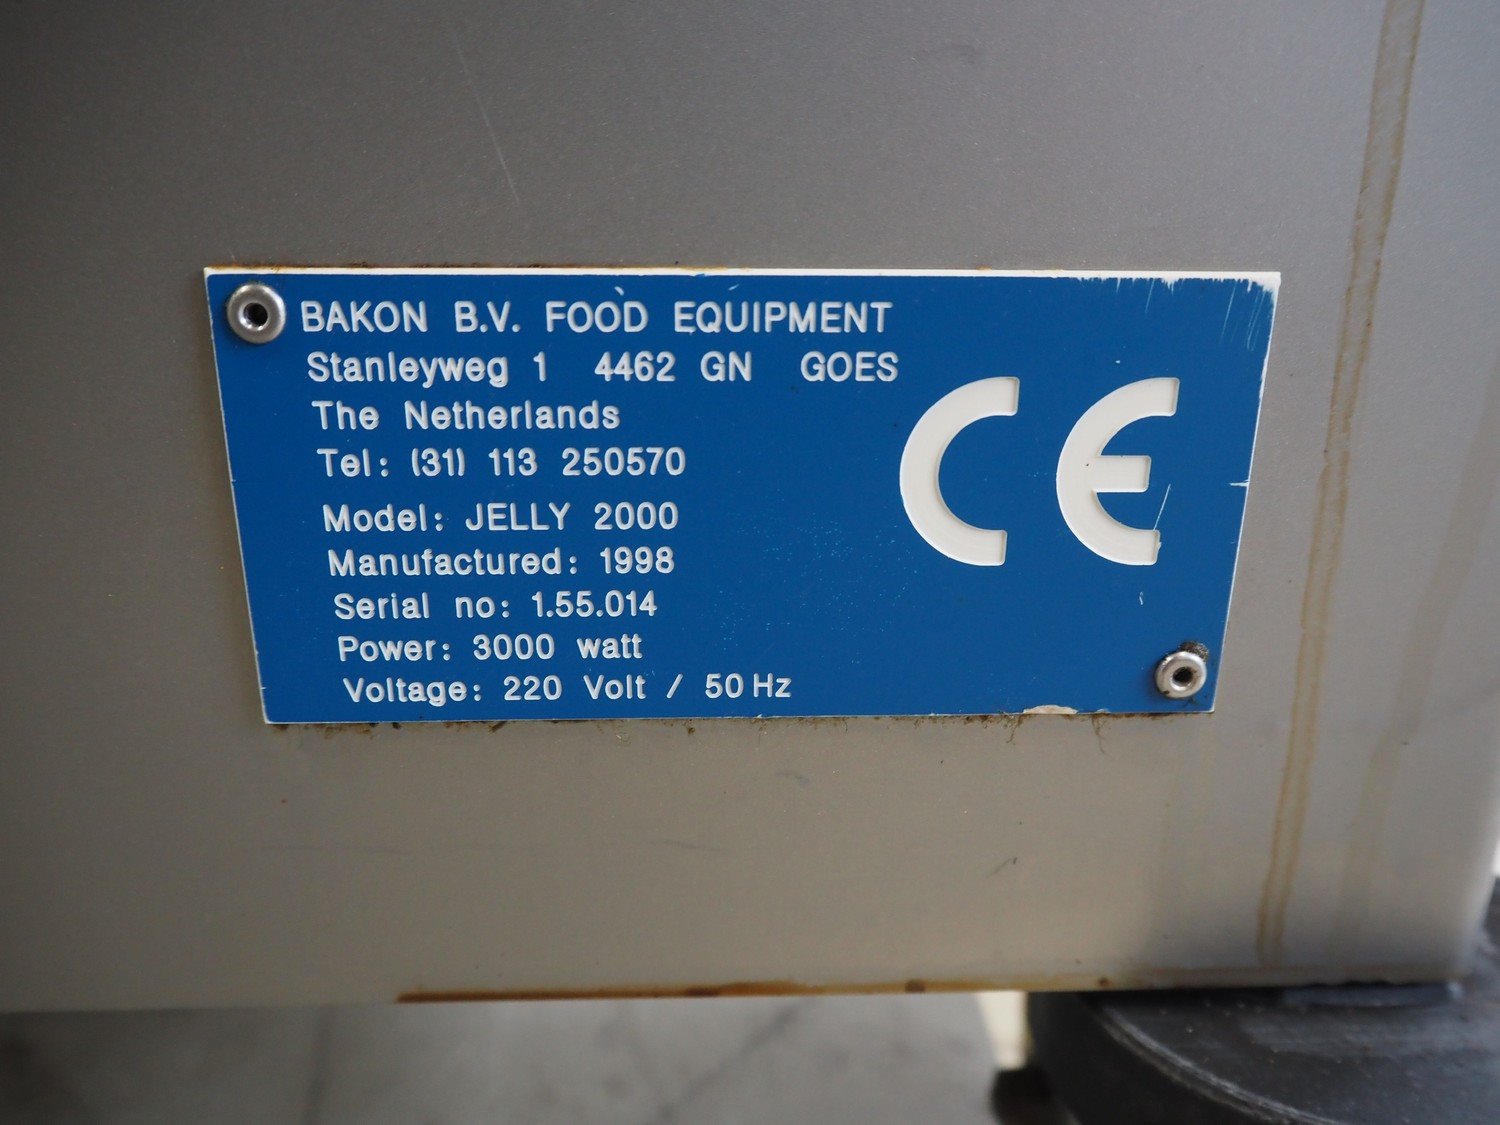 BAKON B.V. FOOD EQUIPMENT
Stanleyweg 1 4462 GN GOES
The Netherlands
Tel: (31) 113 250570
Model: JELLY 2000
Manufactured: 1998
Serial no: 1.55.014
Power: 3000 watt
Voltage: 220 Volt / 50 Hz
CE